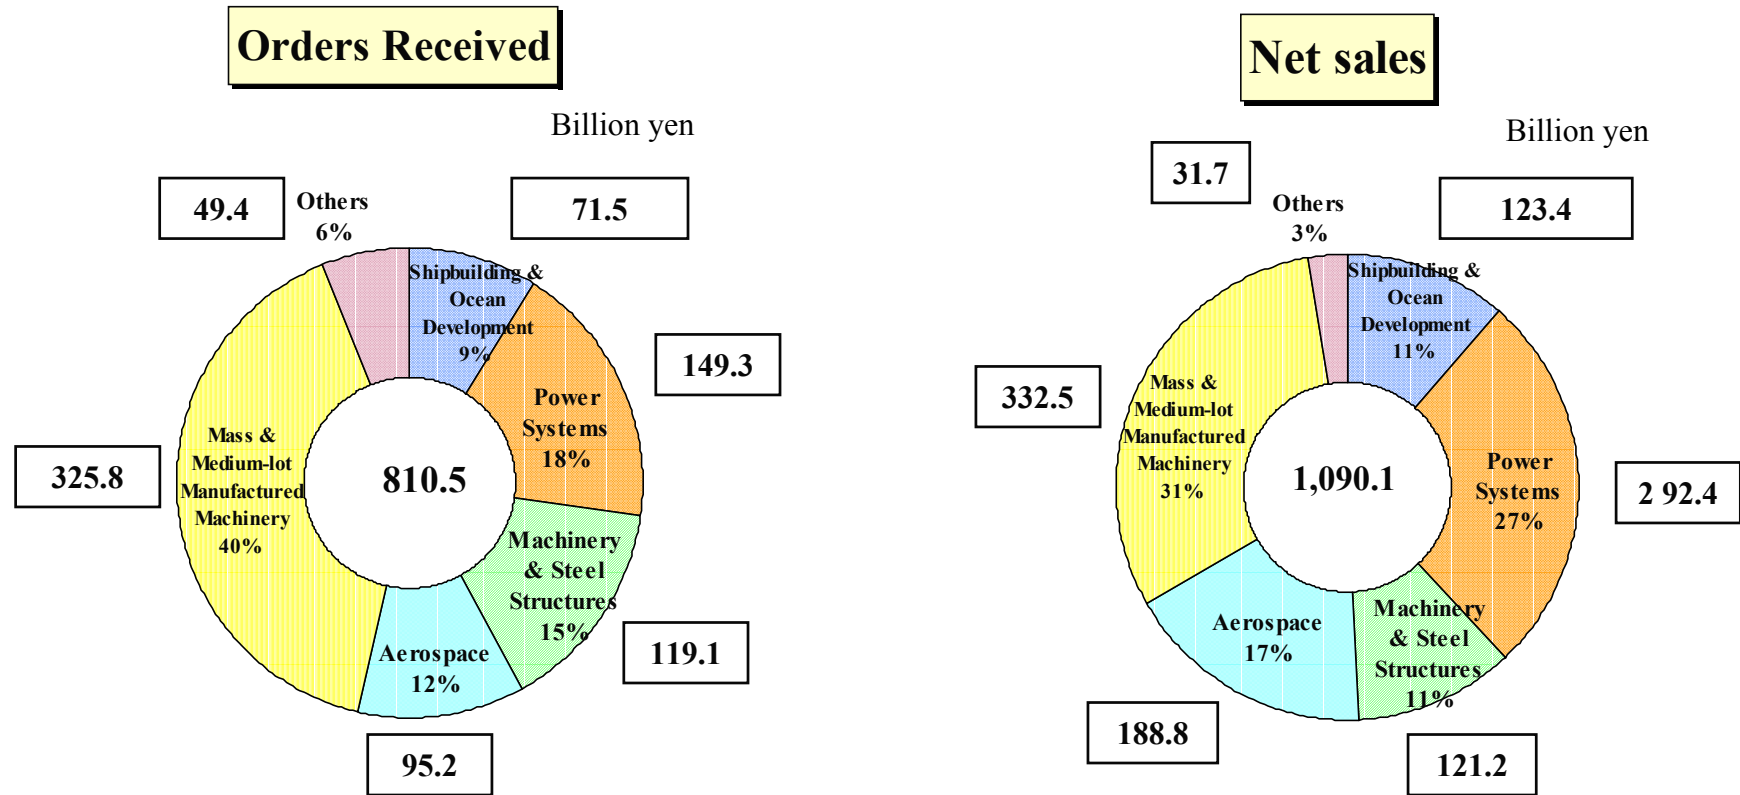 Orders Received
Billion yen
49.4
Others
6%
71.5
Shipbuilding &
Ocean
Development
9%
149.3
Power
Systems
18%
Mass &
Medium-lot
Manufactured
Machinery
40%
325.8
810.5
Machinery
& Steel
Structures
15%
119.1
Aerospace
12%
95.2
Net sales
Billion yen
31.7
Others
3%
123.4
Shipbuilding &
Ocean
Development
11%
332.5
Mass &
Medium-lot
Manufactured
Machinery
31%
1,090.1
Power
Systems
27%
2 92.4
Aerospace
17%
Machinery
& Steel
Structures
11%
188.8
121.2